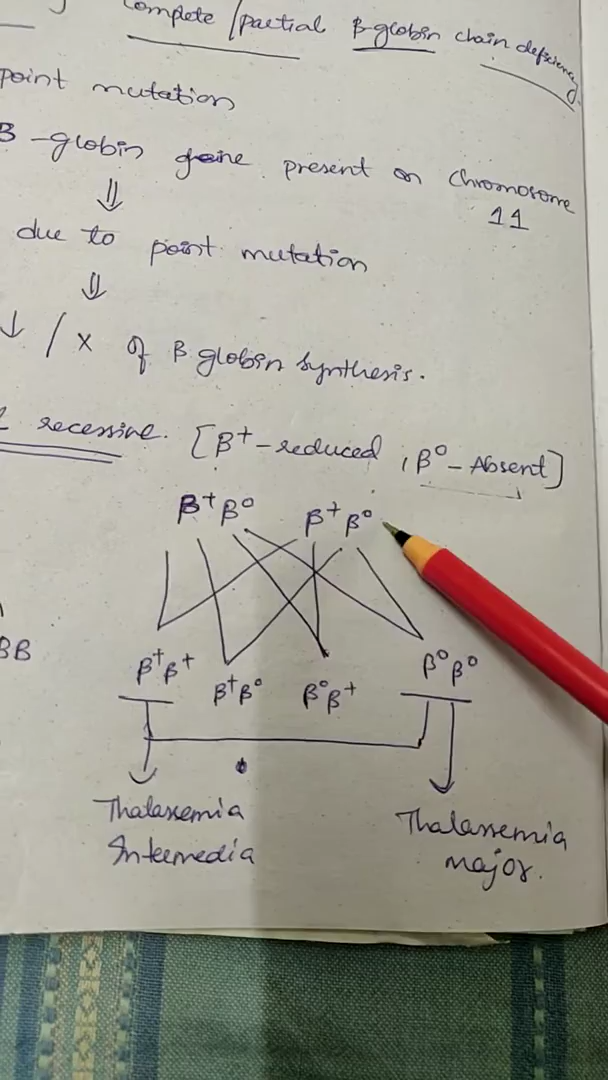 complete / partial β-globin chain deficiency
point mutation
β-globin gene present on chromosome 11
⇓
due to point mutation
⇓
↓ / x of β globin synthesis.
recessive. [β⁺-reduced, β⁰-Absent]
β⁺β⁰ β⁺β⁰
BB
β⁺β⁺ β⁺β⁰ β⁰β⁺ β⁰β⁰
Thalassemia Intermedia
Thalassemia major.